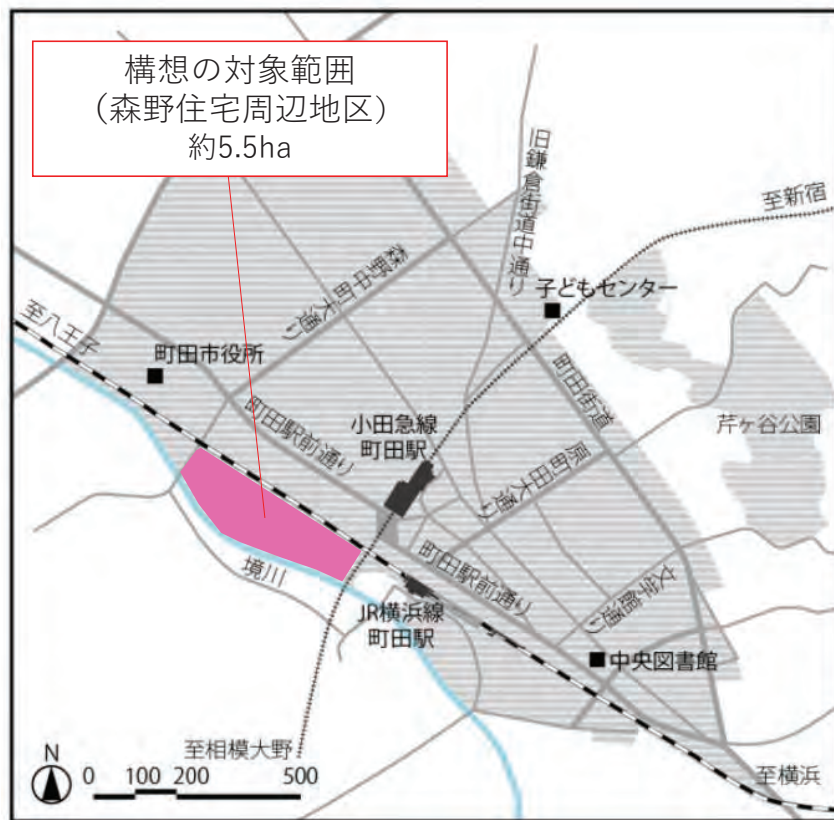 構想の対象範囲
（森野住宅周辺地区）
約5.5ha
旧鎌倉街道中通り
至新宿
子どもセンター
森野中町大通り
至八王子
町田市役所
町田街道
小田急線
町田駅
町田駅前通り
芹ヶ谷公園
原町田大通り
境川
町田駅前通り
文学館通り
JR横浜線
町田駅
中央図書館
至相模大野
至横浜
N
0 100 200 500